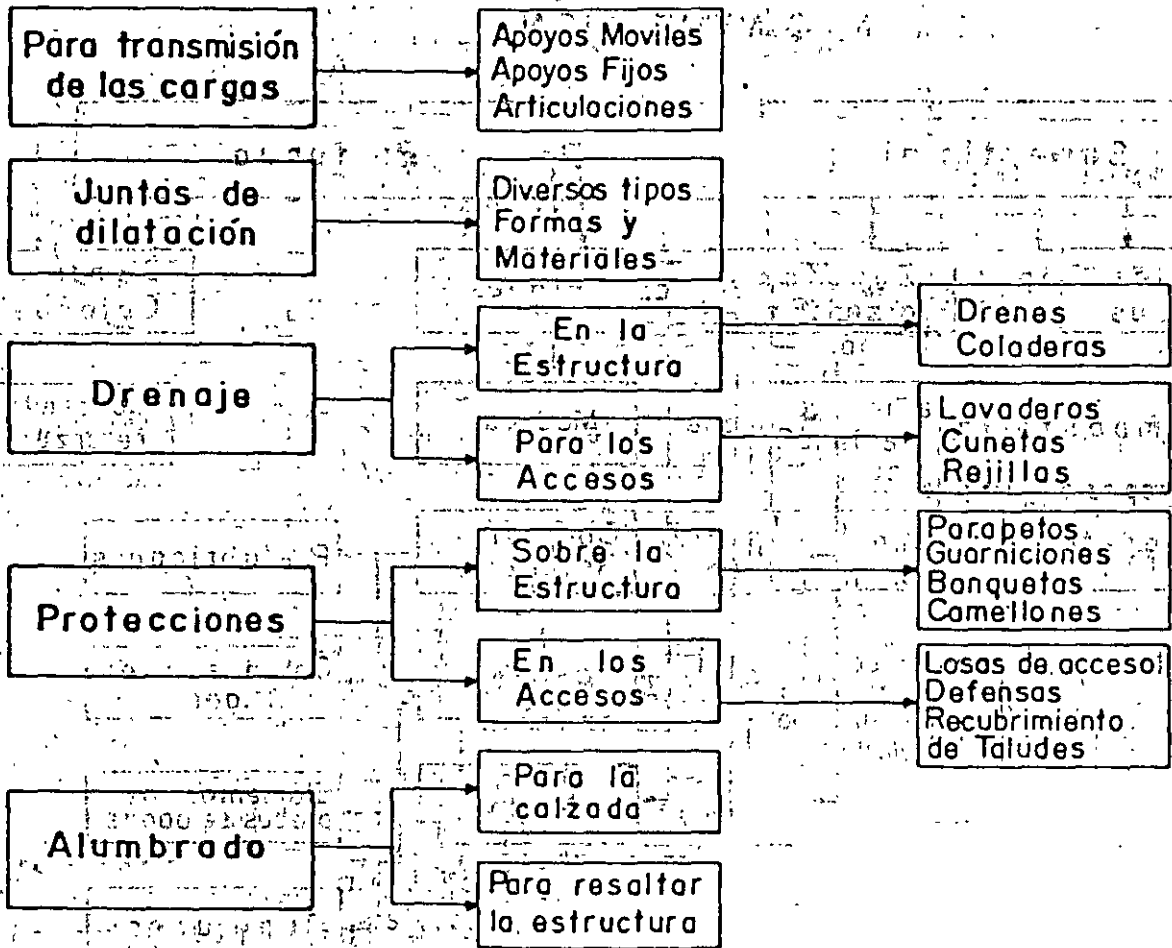 Para transmisión
de las cargas
Apoyos Moviles
Apoyos Fijos
Articulaciones
Juntas de
dilatación
Diversos tipos
Formas y
Materiales
Drenaje
En la
Estructura
Drenes
Coladeras
Para los
Accesos
Lavaderos
Cunetas
Rejillas
Protecciones
Sobre la
Estructura
Parapetos
Guarniciones
Banquetas
Camellones
En los
Accesos
Losas de acceso
Defensas
Recubrimiento
de Taludes
Alumbrado
Para la
calzada
Para resaltar
la estructura